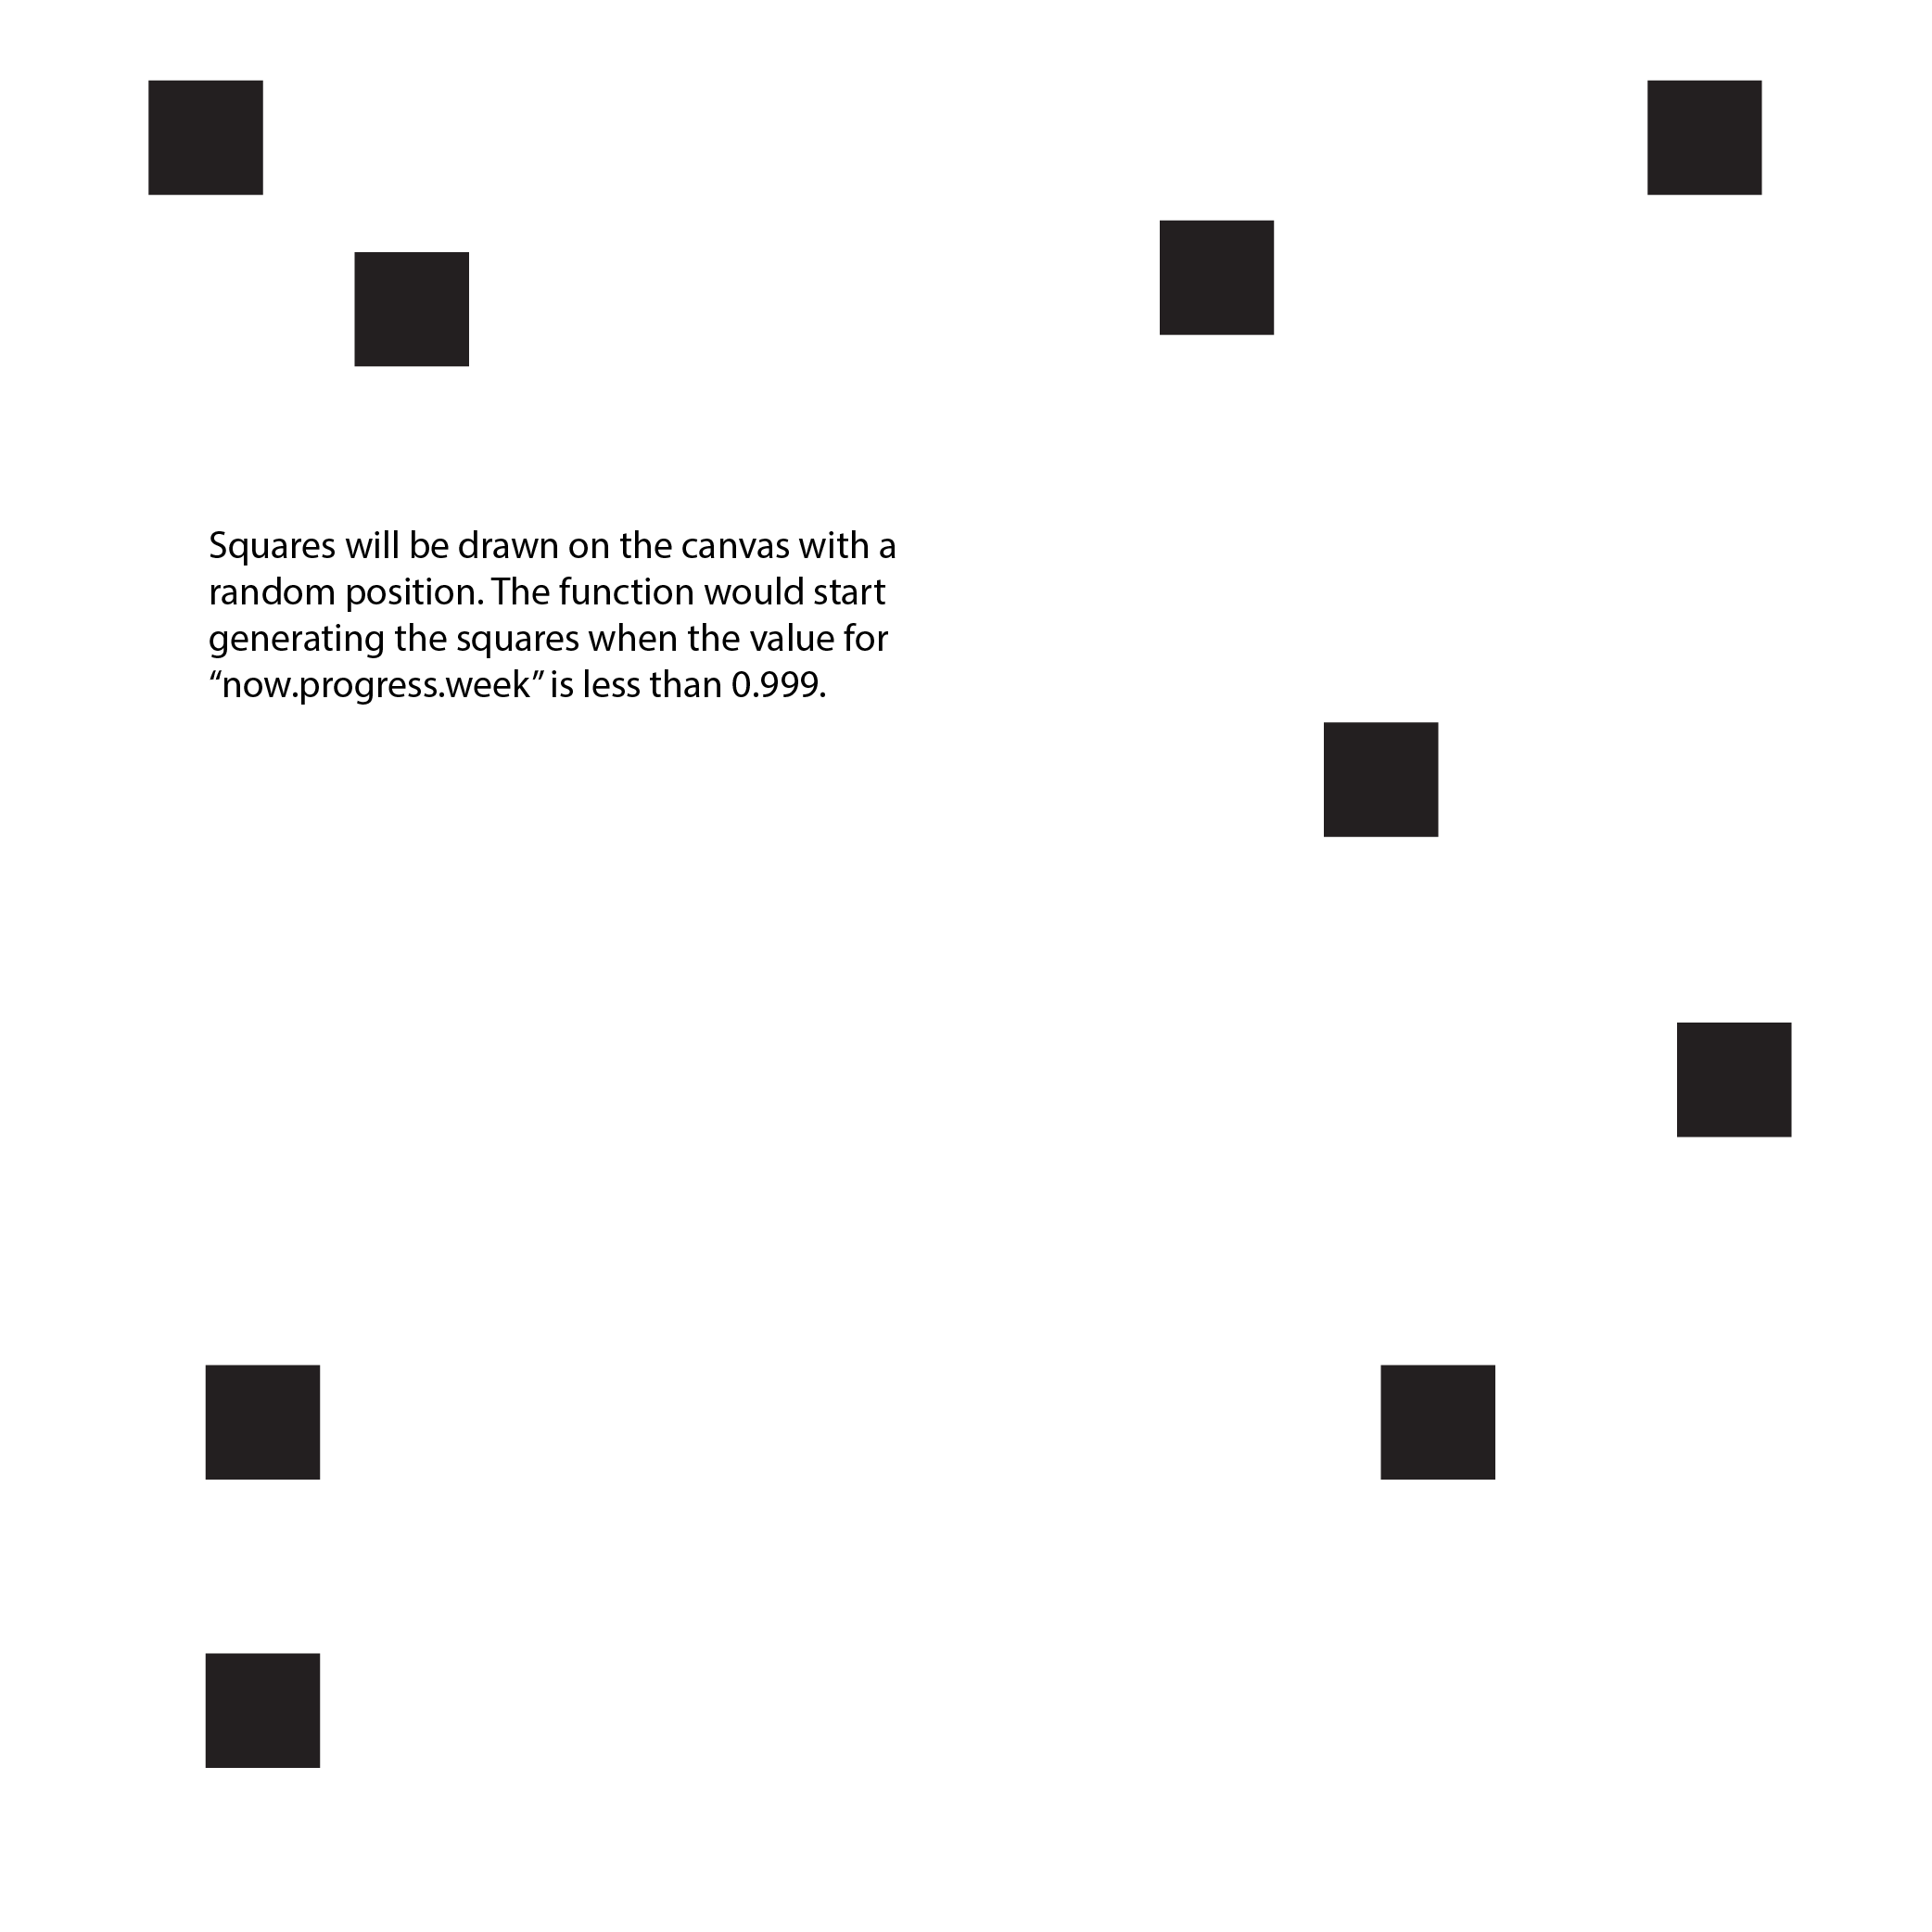 Squares will be drawn on the canvas with a
random position. The function would start
generating the squares when the value for
“now.progress.week” is less than 0.999.